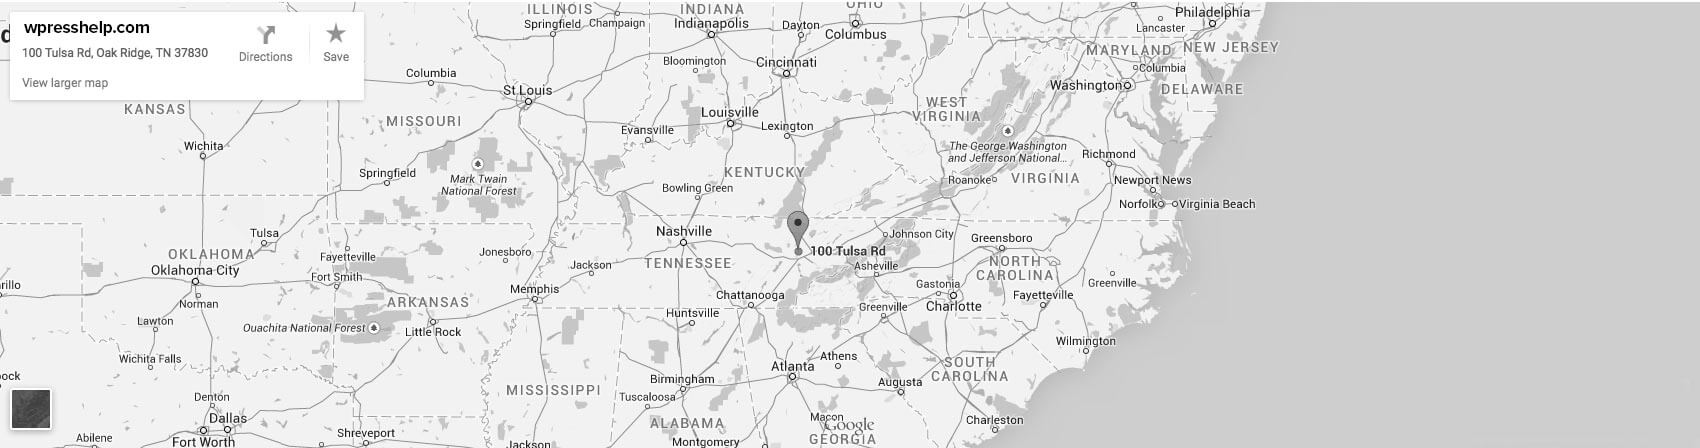 wpresshelp.com
100 Tulsa Rd, Oak Ridge, TN 37830
Directions
Save
View larger map
d
ILLINOIS
Springfield
Champaign
INDIANA
Indianapolis
Dayton
OHIO
Columbus
Philadelphia
Lancaster
MARYLAND
NEW JERSEY
Columbia
Bloomington
Cincinnati
Columbia
St Louis
Washington
DELAWARE
KANSAS
MISSOURI
Louisville
Lexington
Evansville
WEST
VIRGINIA
The George Washington
and Jefferson National...
Wichita
Springfield
Mark Twain
National Forest
KENTUCKY
Bowling Green
Richmond
Roanoke
VIRGINIA
Newport News
Norfolk
Virginia Beach
Tulsa
OKLAHOMA
Oklahoma City
Fayetteville
Fort Smith
Jonesboro
Jackson
Nashville
TENNESSEE
100 Tulsa Rd
Johnson City
Asheville
Greensboro
NORTH
CAROLINA
Greenville
rillo
Norman
ARKANSAS
Memphis
Chattanooga
Huntsville
Gastonia
Charlotte
Fayetteville
Greenville
Lawton
Ouachita National Forest
Little Rock
Wichita Falls
Wilmington
Athens
Atlanta
SOUTH
CAROLINA
ock
MISSISSIPPI
Birmingham
Augusta
Denton
Tuscaloosa
Dallas
Fort Worth
Abilene
Shreveport
Jackson
ALABAMA
Montgomery
Macon
Google
GEORGIA
Charleston